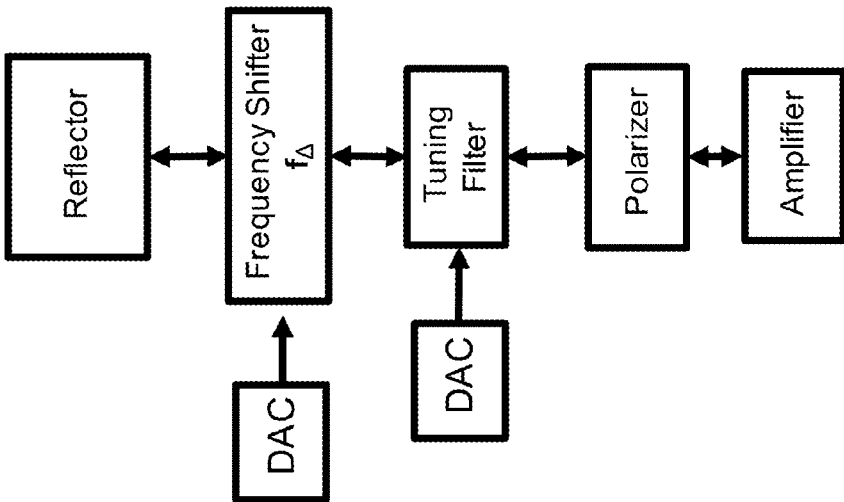 Reflector
Frequency Shifter
fΔ
Tuning
Filter
Polarizer
Amplifier
DAC
DAC